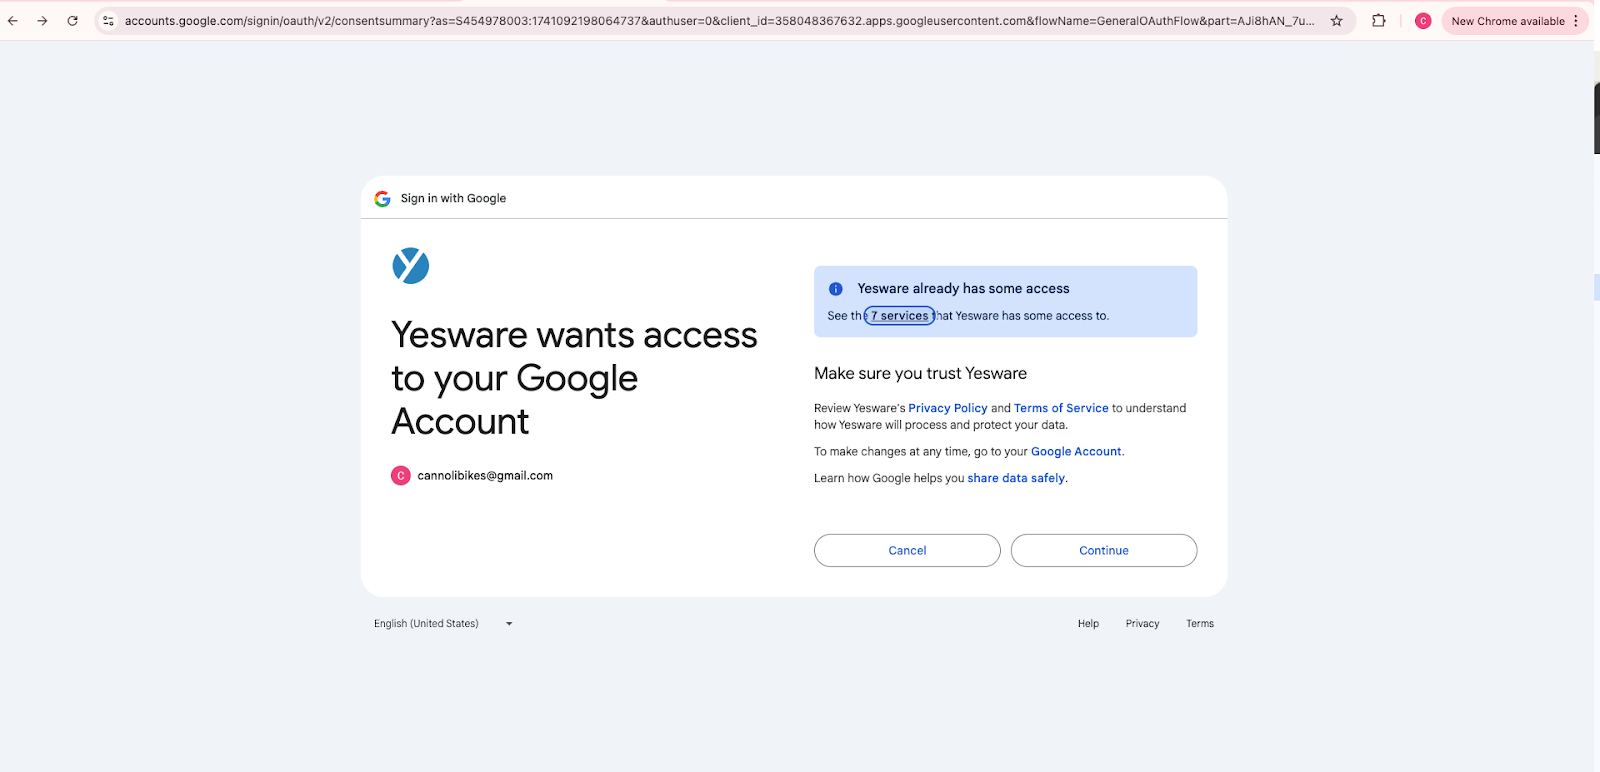 accounts.google.com/signin/oauth/v2/consentsummary?as=S454978003:1741092198064737&authuser=0&client_id=358048367632.apps.googleusercontent.com&flowName=GeneralOAuthFlow&part=AJi8hAN_7u...
C
New Chrome available
Sign in with Google
Yesware wants access
to your Google
Account
C cannolibikes@gmail.com
Yesware already has some access
See the 7 services that Yesware has some access to.
Make sure you trust Yesware
Review Yesware's Privacy Policy and Terms of Service to understand
how Yesware will process and protect your data.
To make changes at any time, go to your Google Account.
Learn how Google helps you share data safely.
Cancel
Continue
English (United States)
Help
Privacy
Terms